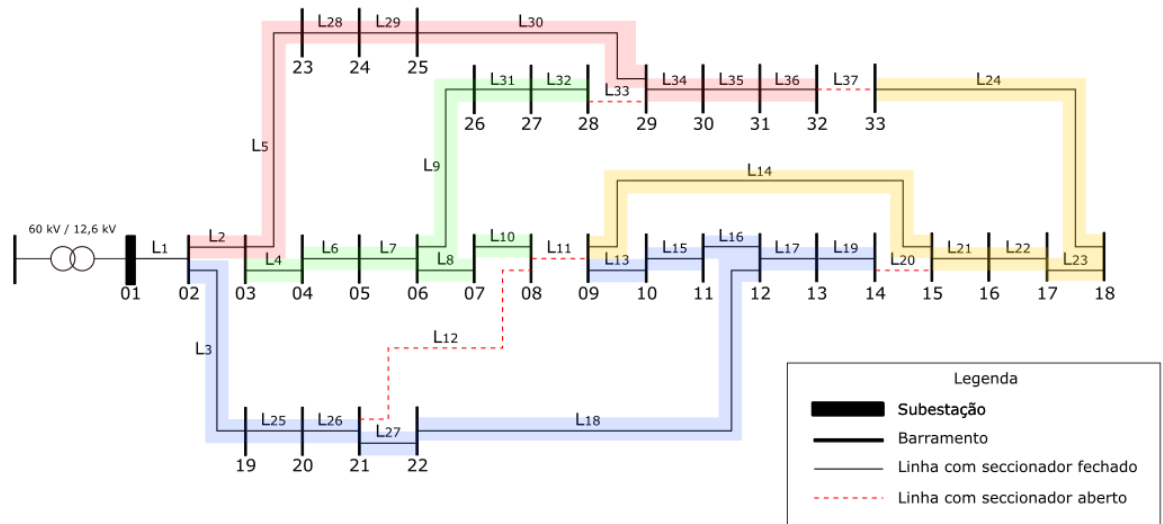 L28 L29 L30
23 24 25
L31 L32 L33 L34 L35 L36 L37 L24
26 27 28 29 30 31 32 33
L5
L9
L14
60 kV / 12,6 kV
L1 L2 L4 L6 L7 L8 L10 L11 L13 L15 L16 L17 L19 L20 L21 L22 L23
01 02 03 04 05 06 07 08 09 10 11 12 13 14 15 16 17 18
L3
L12
L25 L26 L27 L18
19 20 21 22
Legenda
Subestação
Barramento
Linha com seccionador fechado
Linha com seccionador aberto